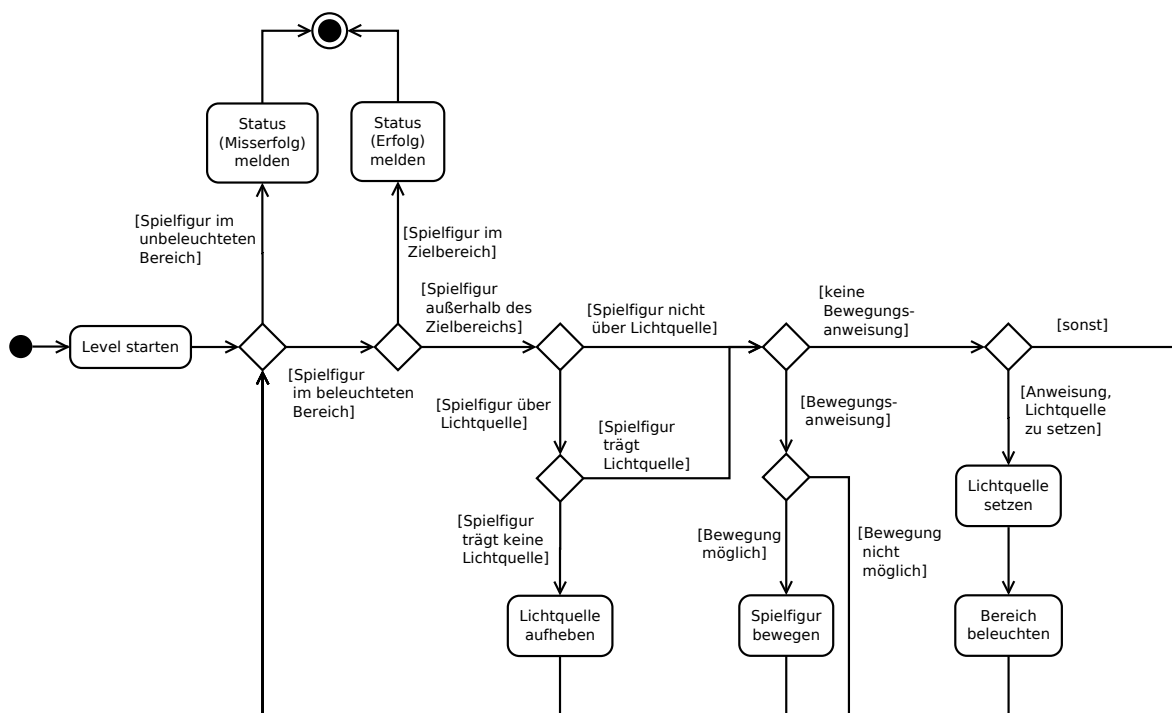 Status
(Misserfolg)
melden
Status
(Erfolg)
melden
[Spielfigur im
unbeleuchteten
Bereich]
[Spielfigur im
Zielbereich]
[Spielfigur
außerhalb des
Zielbereichs]
[Spielfigur nicht
über Lichtquelle]
[keine
Bewegungs-
anweisung]
[sonst]
Level starten
[Spielfigur
im beleuchteten
Bereich]
[Spielfigur über
Lichtquelle]
[Spielfigur
trägt
Lichtquelle]
[Bewegungs-
anweisung]
[Anweisung,
Lichtquelle
zu setzen]
Lichtquelle
setzen
[Spielfigur
trägt keine
Lichtquelle]
[Bewegung
möglich]
[Bewegung
nicht
möglich]
Lichtquelle
aufheben
Spielfigur
bewegen
Bereich
beleuchten